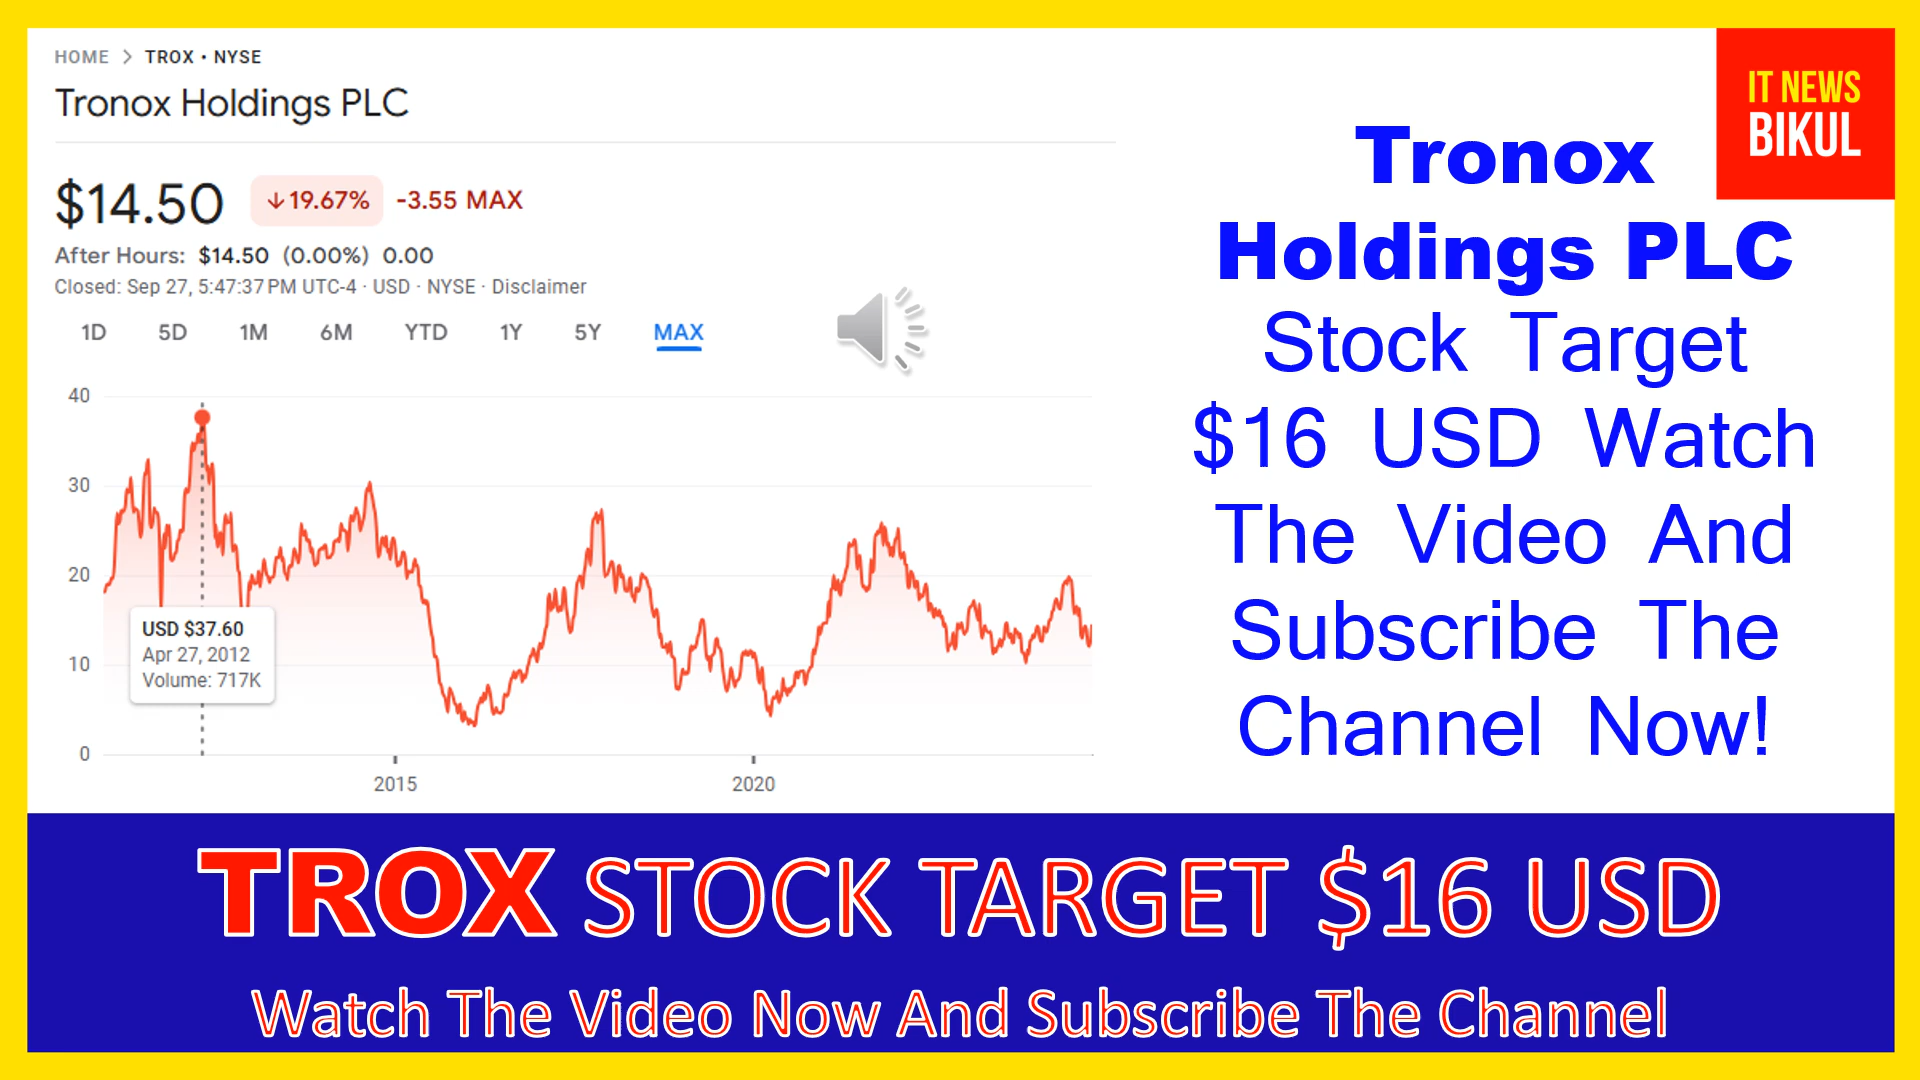 HOME > TROX • NYSE
Tronox Holdings PLC
$14.50 ↓19.67% -3.55 MAX
After Hours: $14.50 (0.00%) 0.00
Closed: Sep 27, 5:47:37 PM UTC-4 · USD · NYSE · Disclaimer
1D 5D 1M 6M YTD 1Y 5Y MAX
40
30
20
10
0
USD $37.60
Apr 27, 2012
Volume: 717K
2015 2020
IT NEWS
BIKUL
Tronox
Holdings PLC
Stock Target
$16 USD Watch
The Video And
Subscribe The
Channel Now!
TROX STOCK TARGET $16 USD
Watch The Video Now And Subscribe The Channel